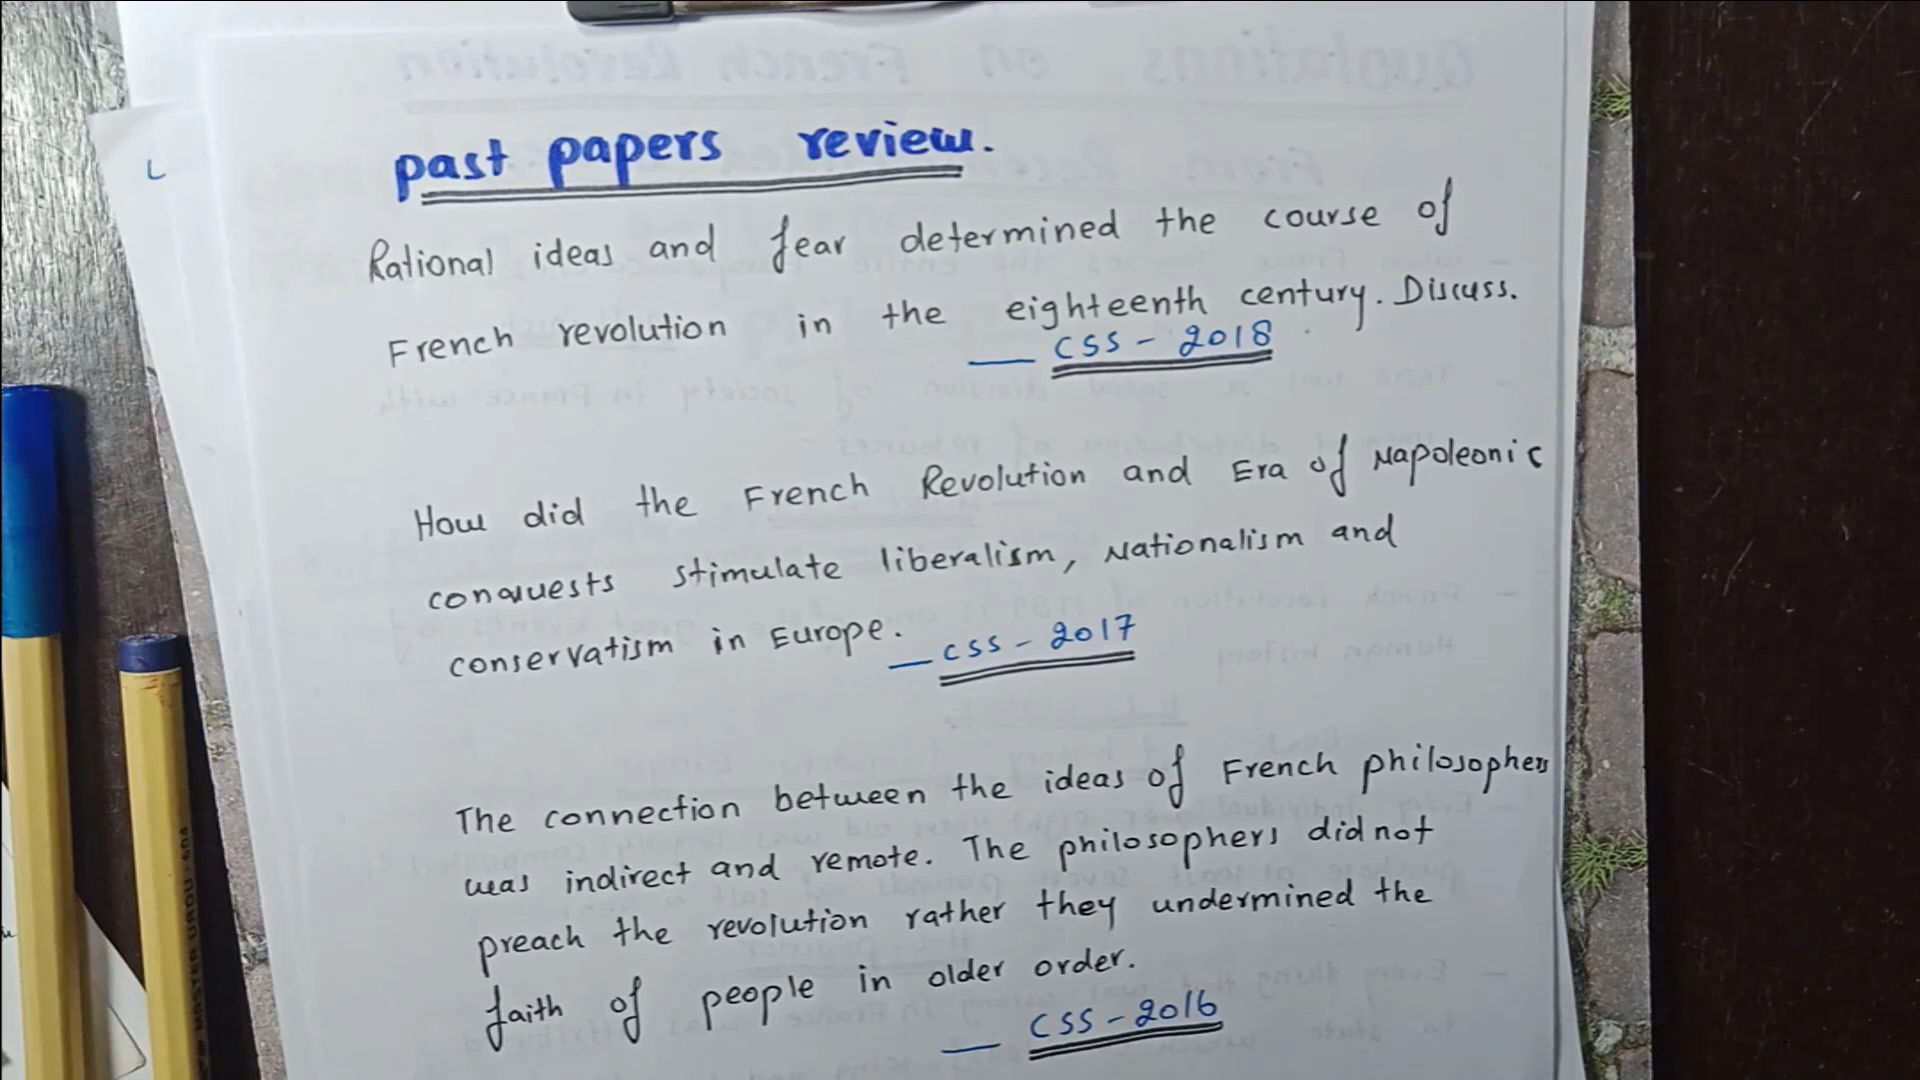 past papers review.
Rational ideas and fear determined the course of
French revolution in the eighteenth century. Discuss.
— CSS - 2018
How did the French Revolution and Era of Napoleonic
conquests stimulate liberalism, Nationalism and
conservatism in Europe.
— CSS - 2017
The connection between the ideas of French philosophers
was indirect and remote. The philosophers did not
preach the revolution rather they undermined the
faith of people in older order.
— CSS - 2016